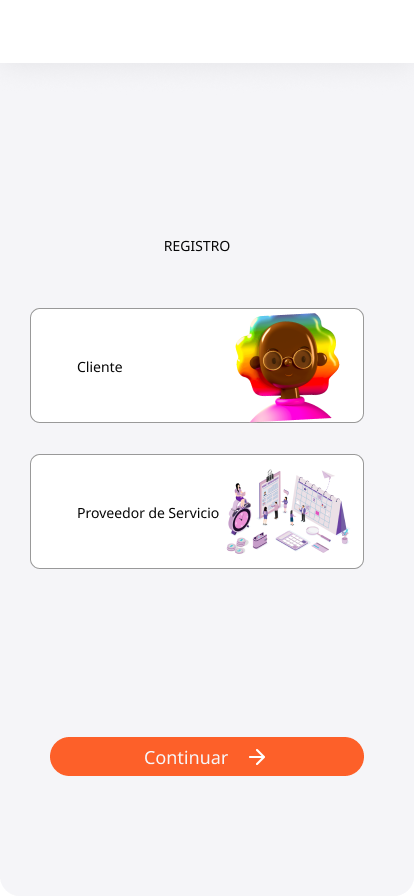 REGISTRO
Cliente
Proveedor de Servicio
Continuar